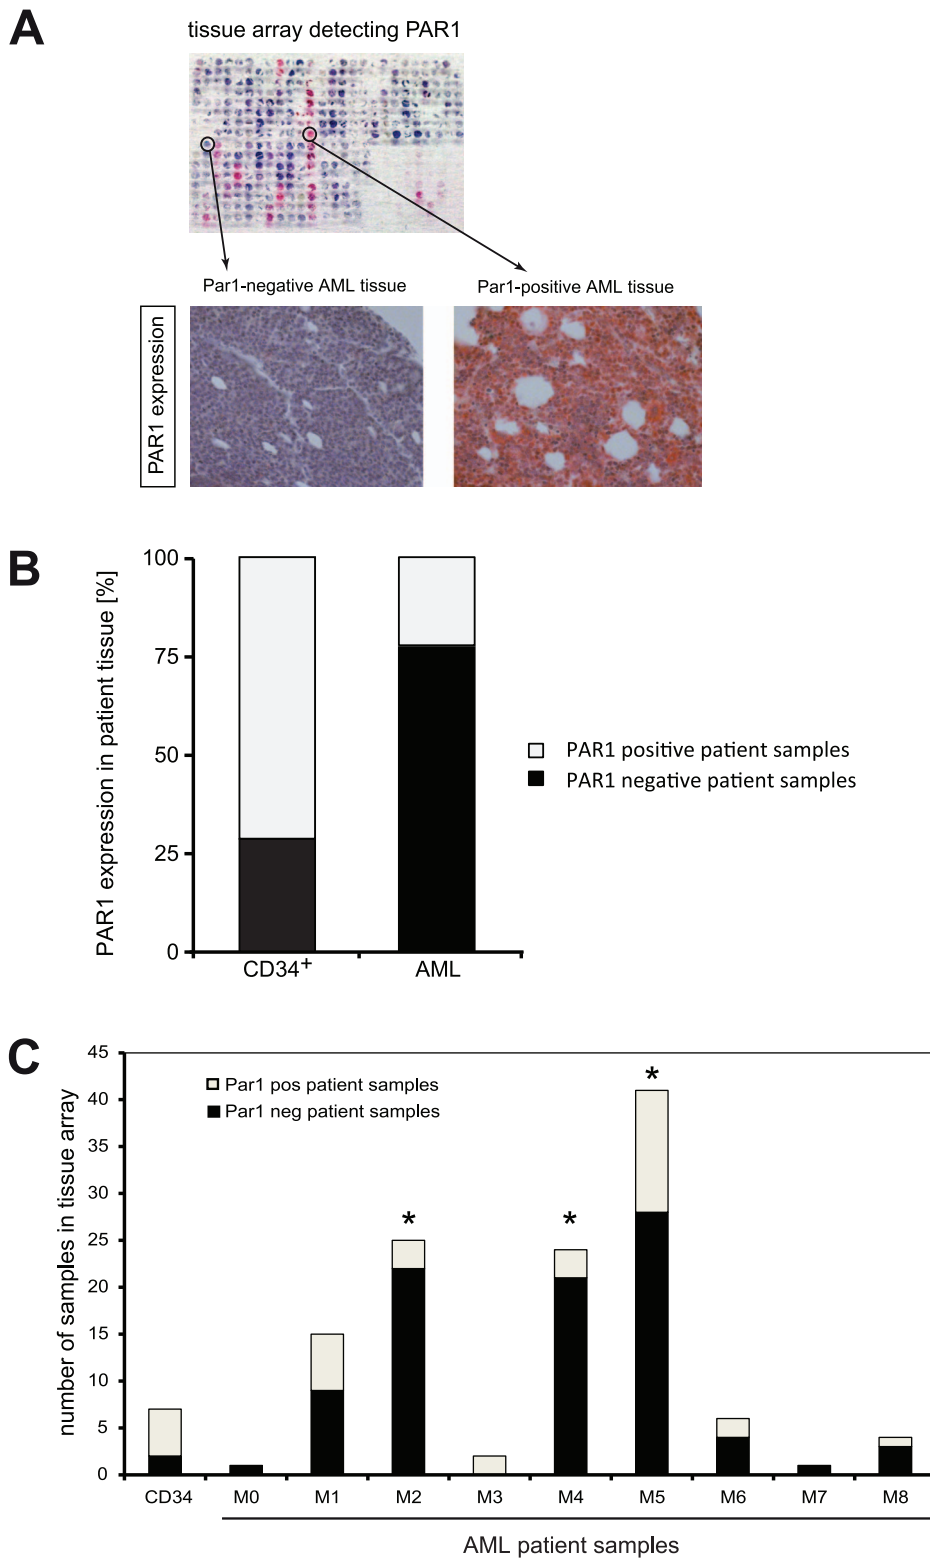 A
tissue array detecting PAR1
Par1-negative AML tissue
Par1-positive AML tissue
PAR1 expression
B
PAR1 expression in patient tissue [%]
100
75
50
25
0
CD34+
AML
PAR1 positive patient samples
PAR1 negative patient samples
C
number of samples in tissue array
45
40
35
30
25
20
15
10
5
0
Par1 pos patient samples
Par1 neg patient samples
*
*
*
CD34 M0 M1 M2 M3 M4 M5 M6 M7 M8
AML patient samples